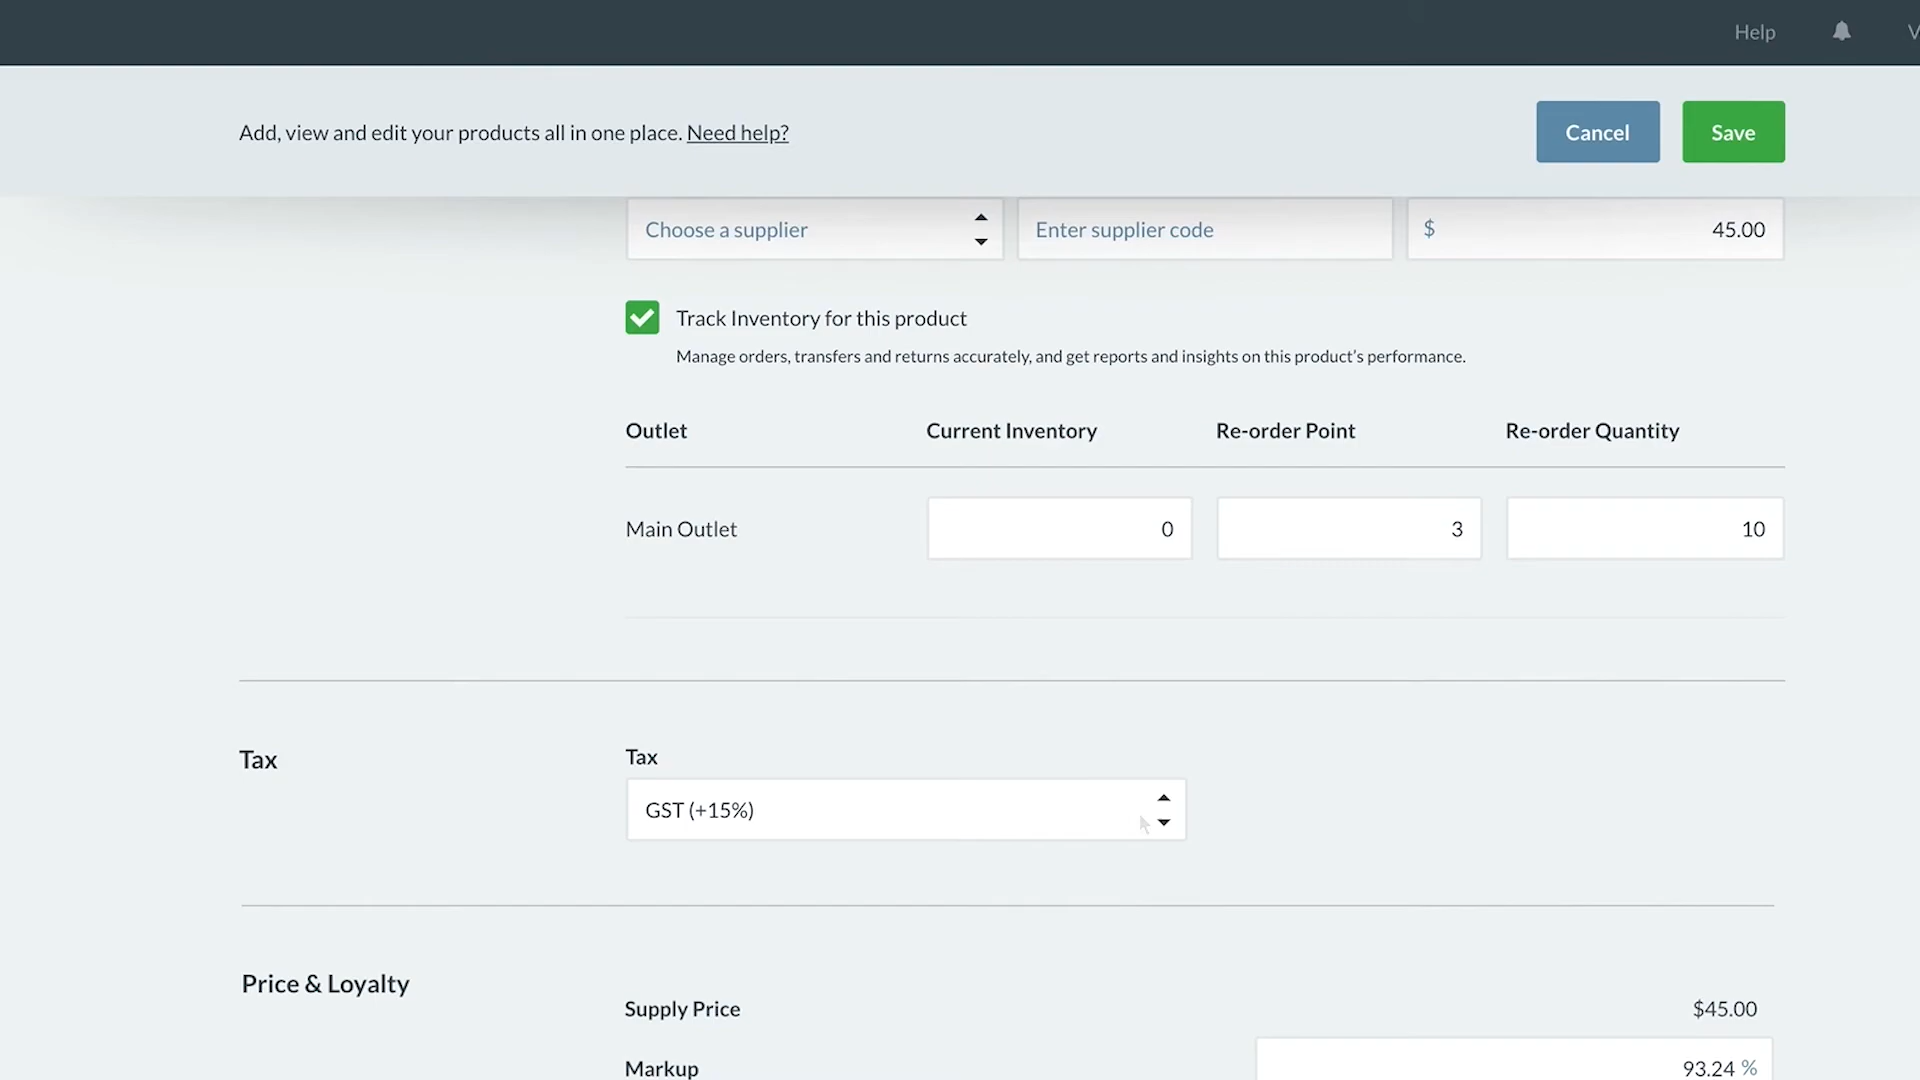 Help
Add, view and edit your products all in one place. Need help?
Cancel
Save
Choose a supplier
Enter supplier code
$ 45.00
Track Inventory for this product
Manage orders, transfers and returns accurately, and get reports and insights on this product's performance.
Outlet Current Inventory Re-order Point Re-order Quantity
Main Outlet 0 3 10
Tax
Tax
GST (+15%)
Price & Loyalty
Supply Price $45.00
Markup 93.24 %